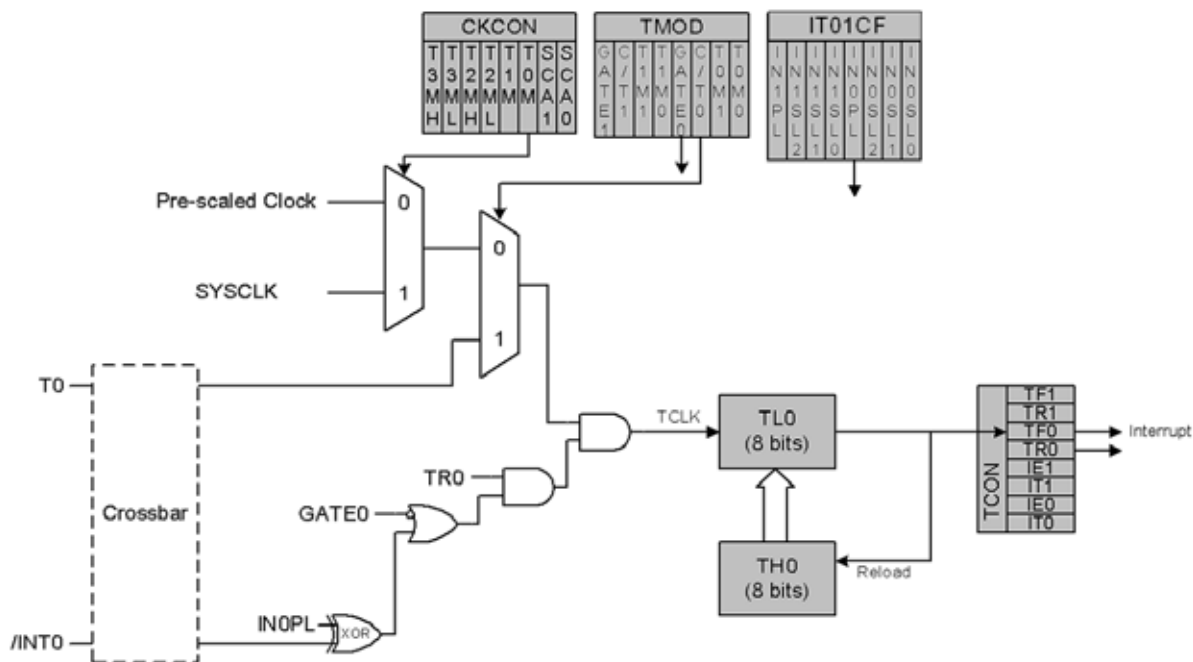 CKCON
T3MH T3ML T2MH T2ML T1M T0M SCA1 SCA0
TMOD
GATE1 C/T1 T1M1 T1M0 GATE0 C/T0 T0M1 T0M0
IT01CF
IN1PL IN1SL2 IN1SL1 IN1SL0 IN0PL IN0SL2 IN0SL1 IN0SL0
Pre-scaled Clock
0
SYSCLK
1
0
1
T0
Crossbar
/INT0
TR0
GATE0
IN0PL
XOR
TCLK
TL0
(8 bits)
TH0
(8 bits)
Reload
TCON
TF1
TR1
TF0
TR0
IE1
IT1
IE0
IT0
Interrupt